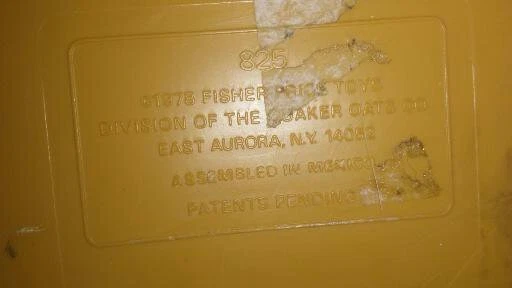 825
©1978 FISHER PRICE TOYS
DIVISION OF THE QUAKER OATS CO
EAST AURORA, N.Y. 14052
ASSEMBLED IN MEXICO
PATENTS PENDING